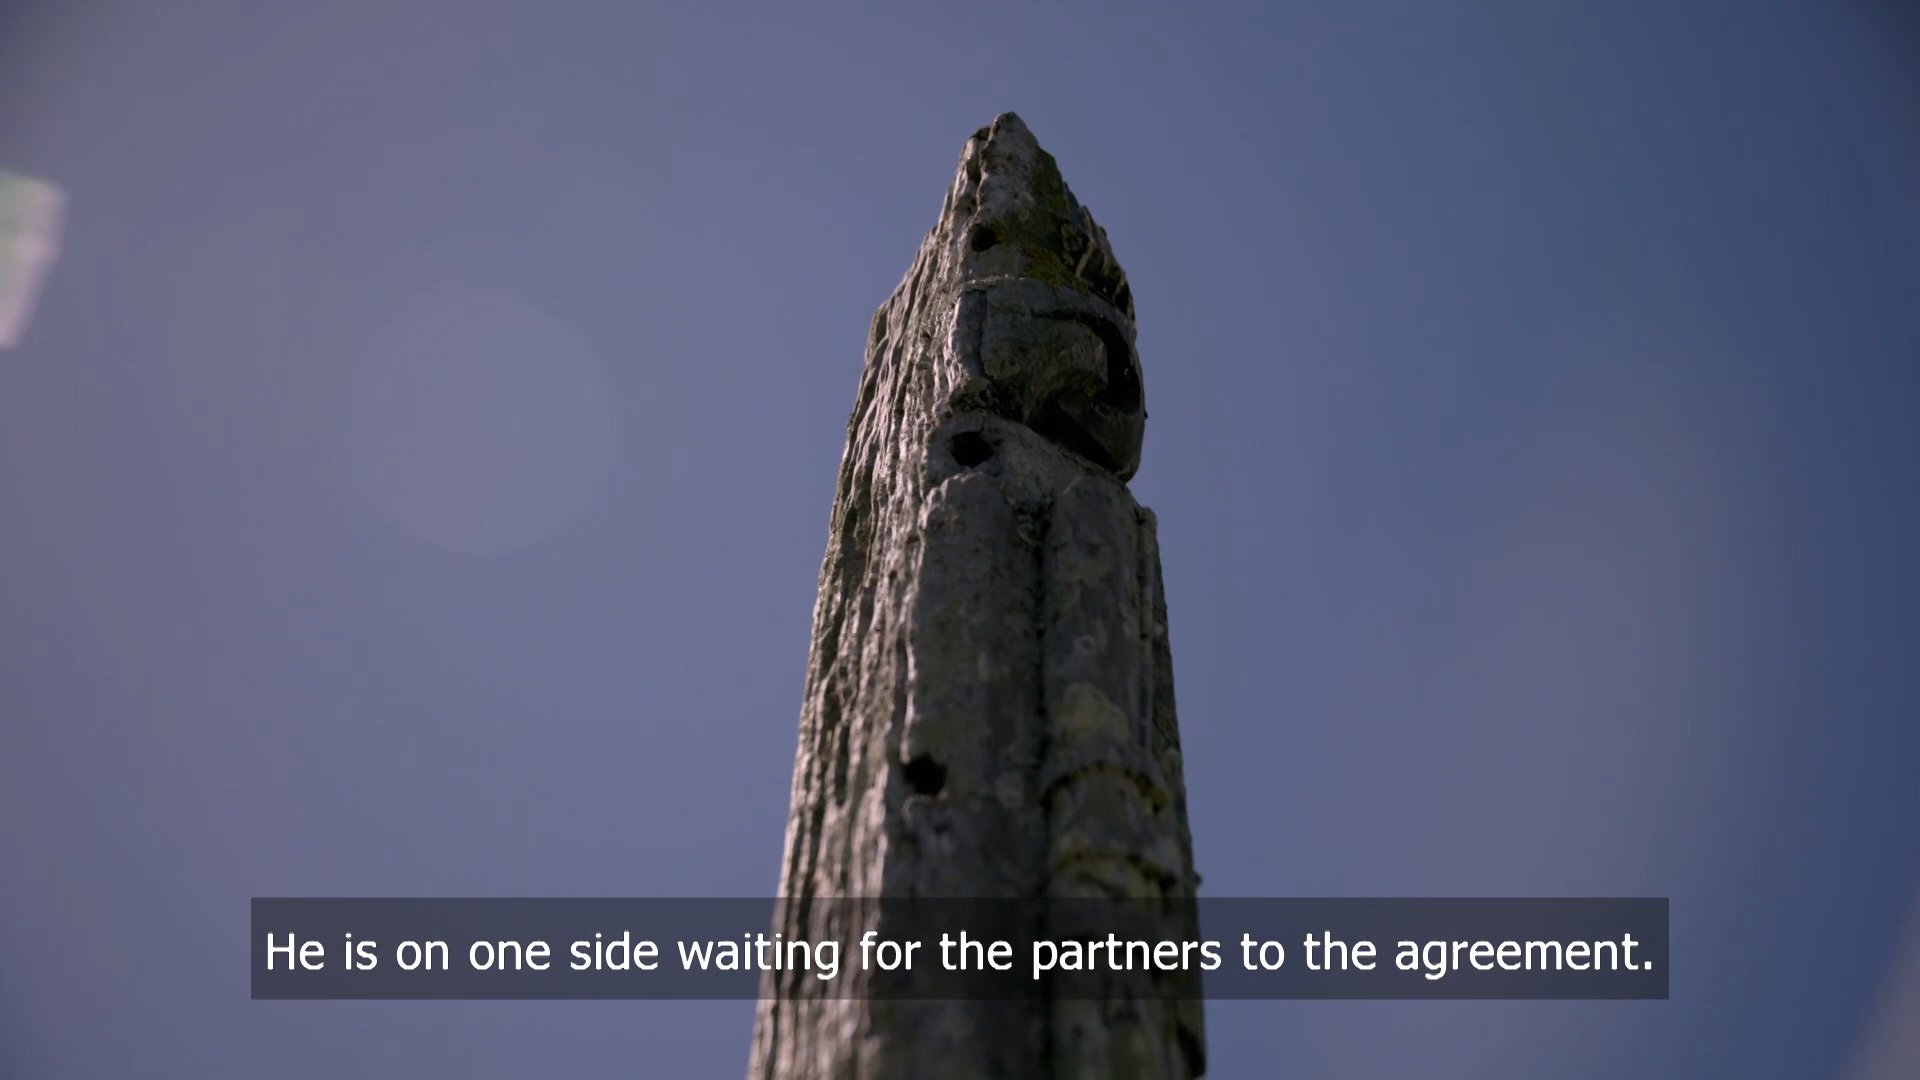 He is on one side waiting for the partners to the agreement.